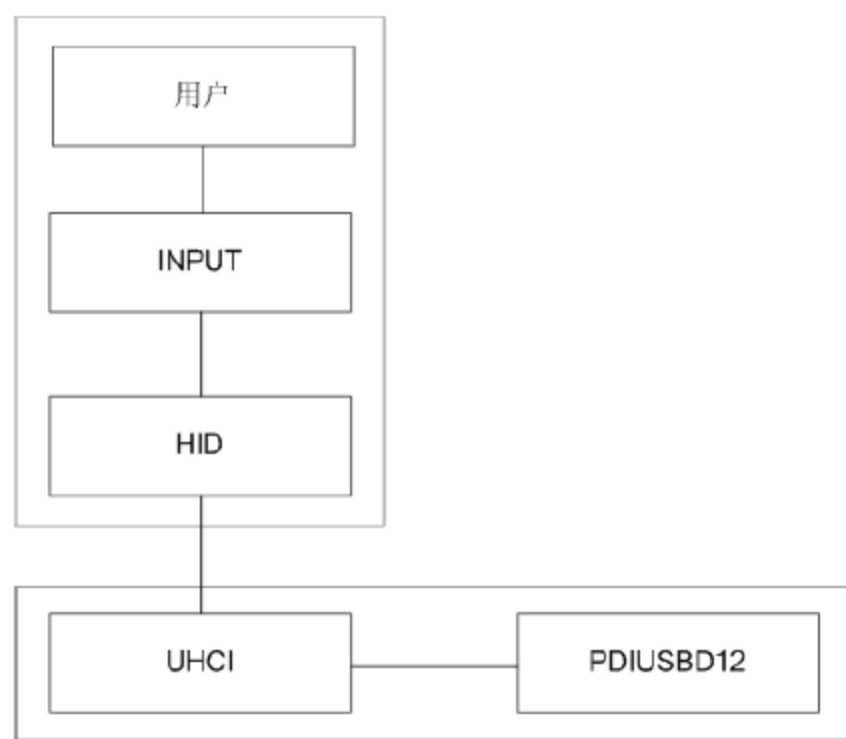 用户
INPUT
HID
UHCI
PDIUSBD12